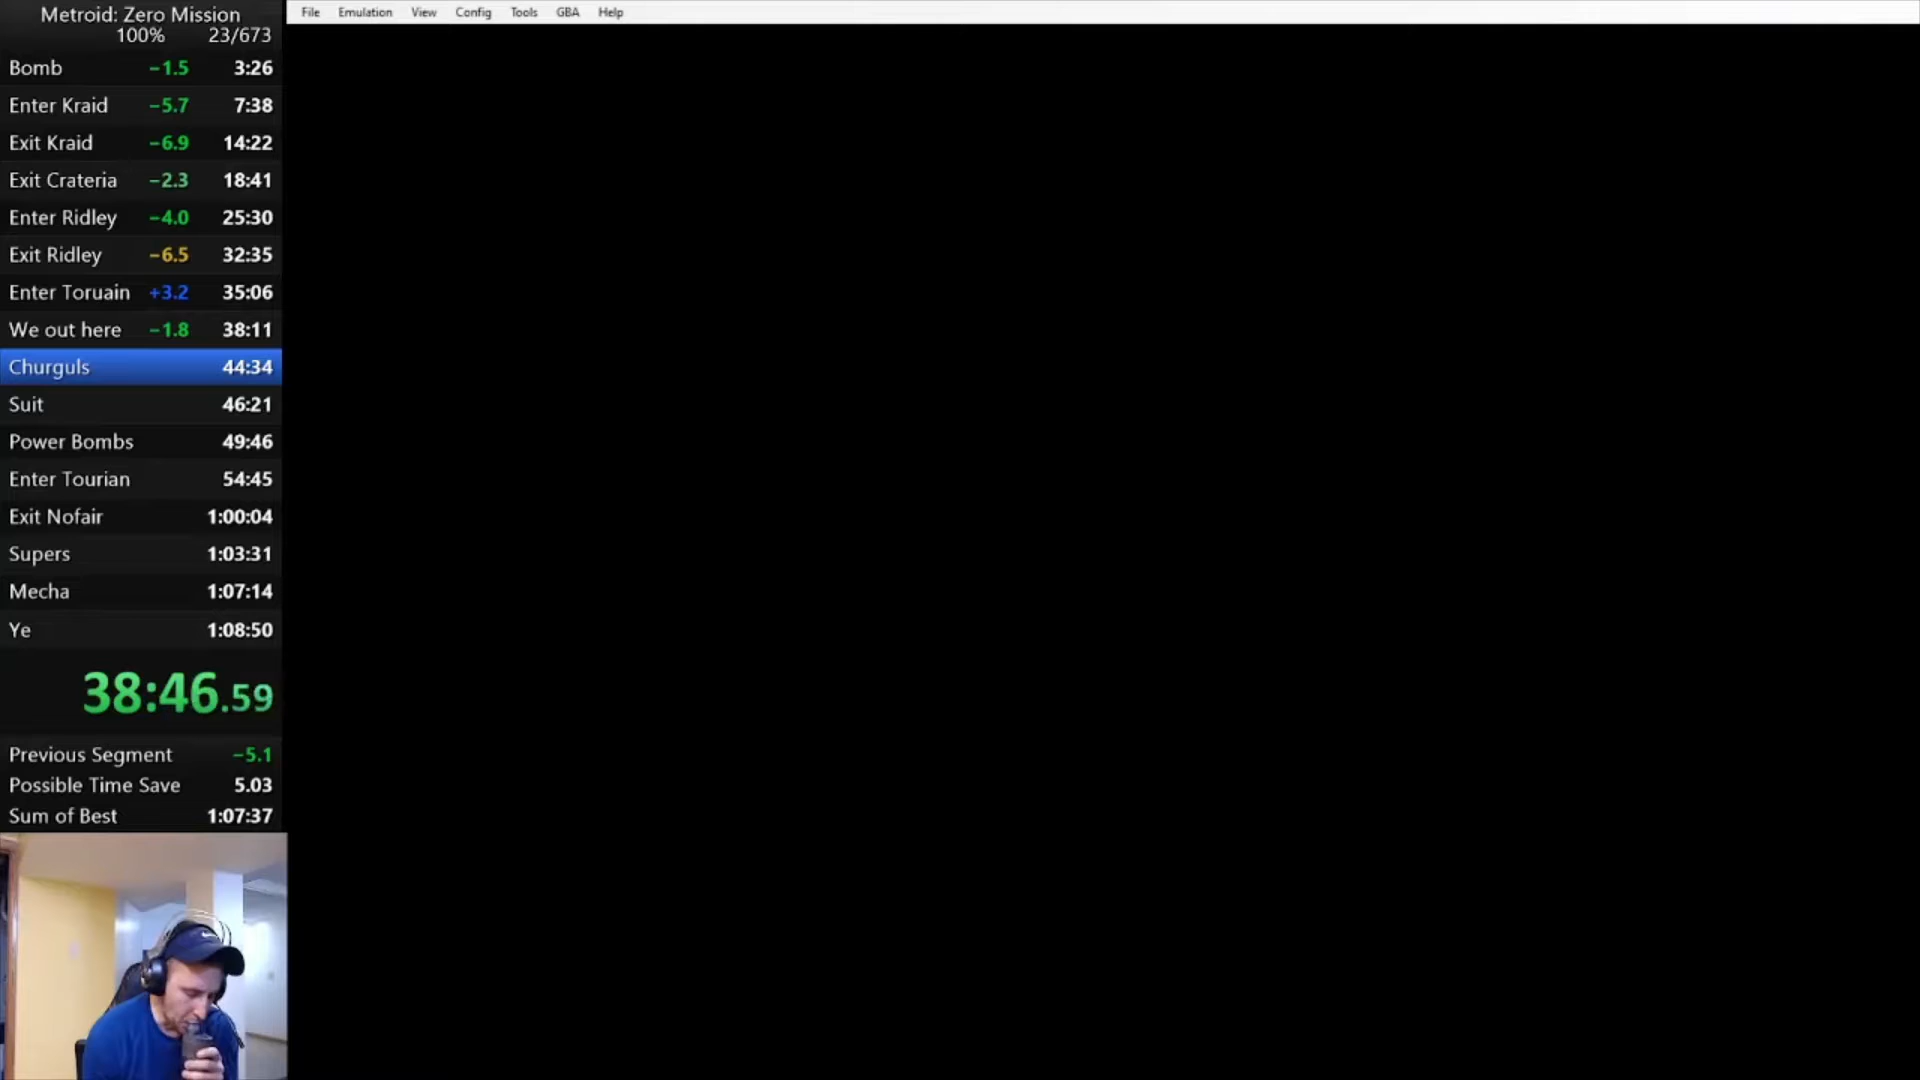 Metroid: Zero Mission
100% 23/673
File Emulation View Config Tools GBA Help
Bomb −1.5 3:26
Enter Kraid −5.7 7:38
Exit Kraid −6.9 14:22
Exit Crateria −2.3 18:41
Enter Ridley −4.0 25:30
Exit Ridley −6.5 32:35
Enter Toruain +3.2 35:06
We out here −1.8 38:11
Churguls 44:34
Suit 46:21
Power Bombs 49:46
Enter Tourian 54:45
Exit Nofair 1:00:04
Supers 1:03:31
Mecha 1:07:14
Ye 1:08:50
38:46.59
Previous Segment −5.1
Possible Time Save 5.03
Sum of Best 1:07:37